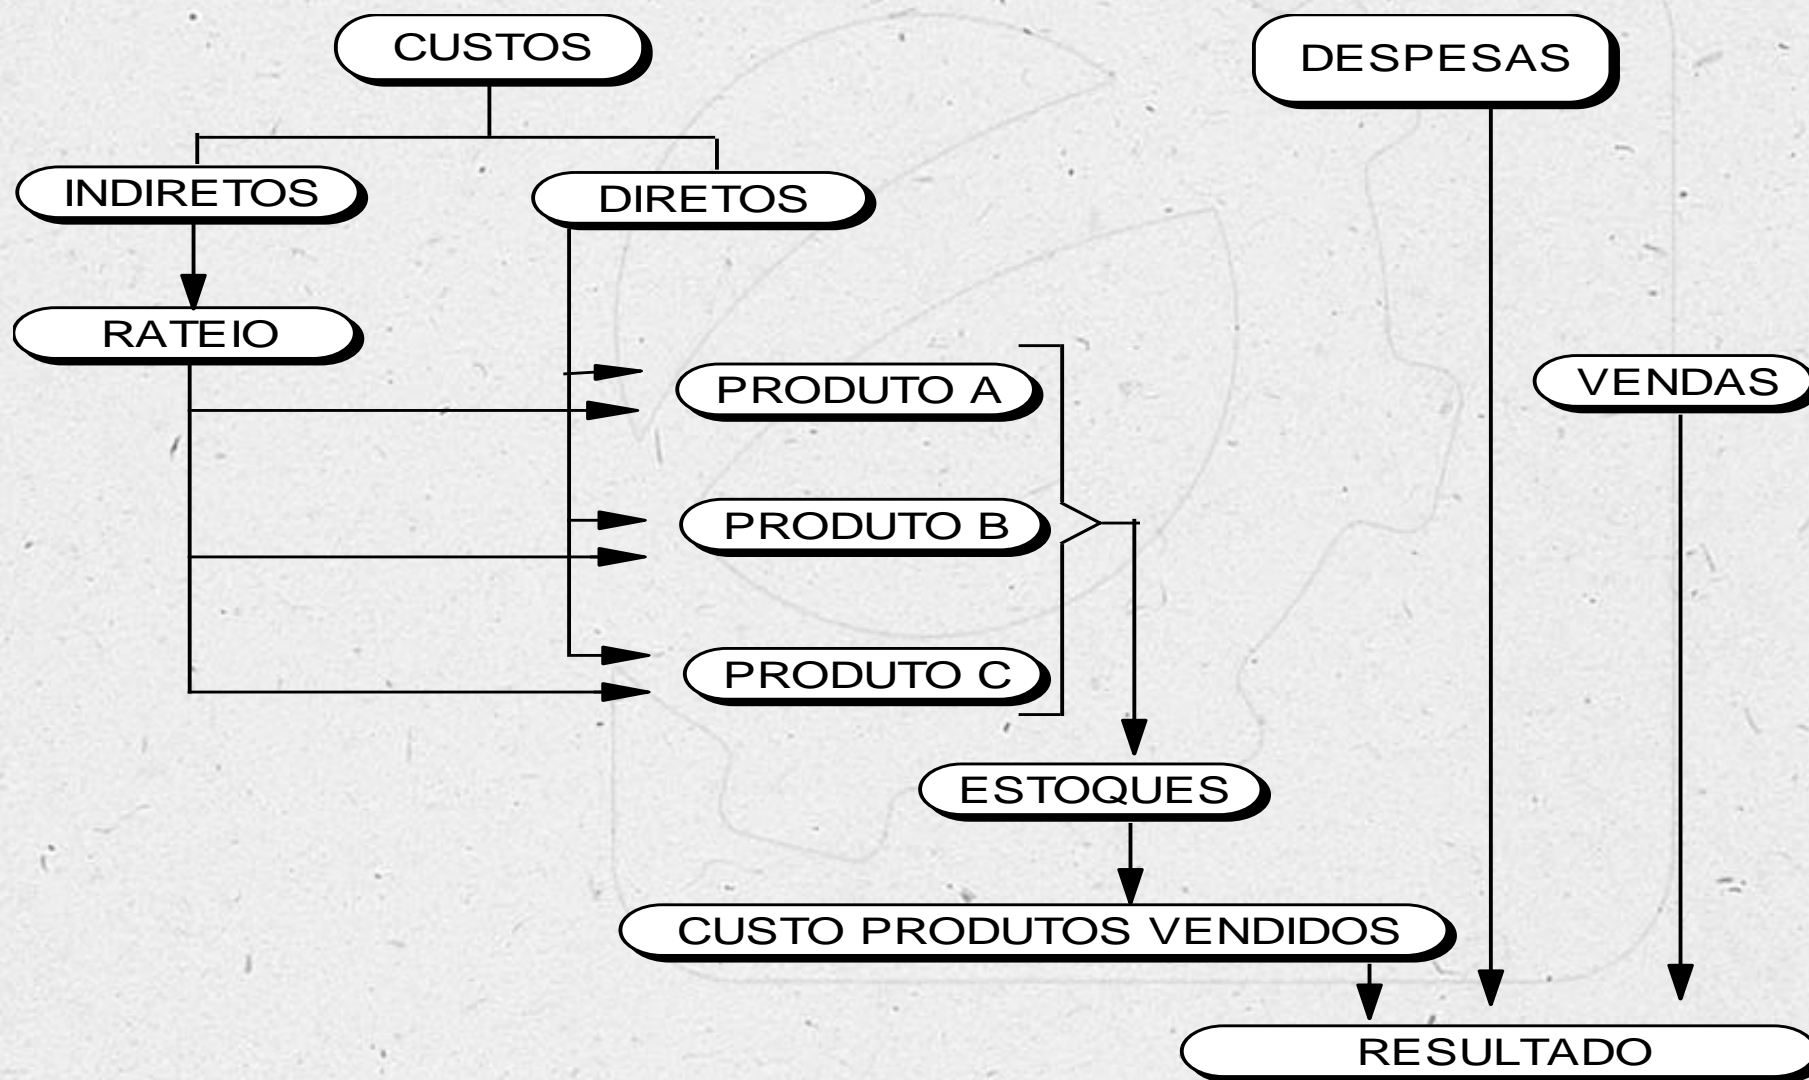 CUSTOS
DESPESAS
INDIRETOS
DIRETOS
RATEIO
PRODUTO A
VENDAS
PRODUTO B
PRODUTO C
ESTOQUES
CUSTO PRODUTOS VENDIDOS
RESULTADO